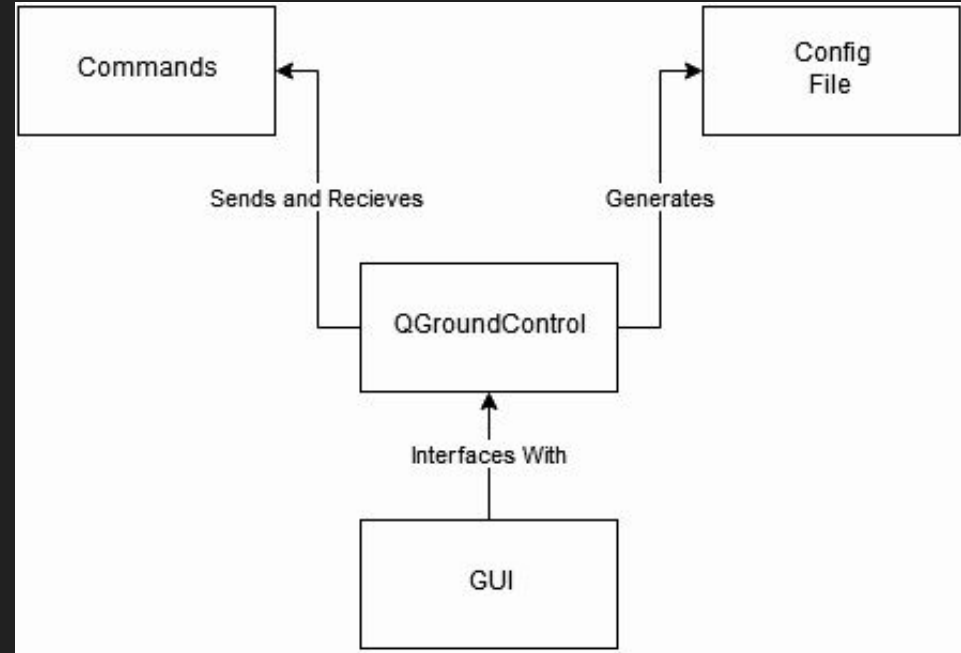 Commands
Config
File
Sends and Recieves
Generates
QGroundControl
Interfaces With
GUI